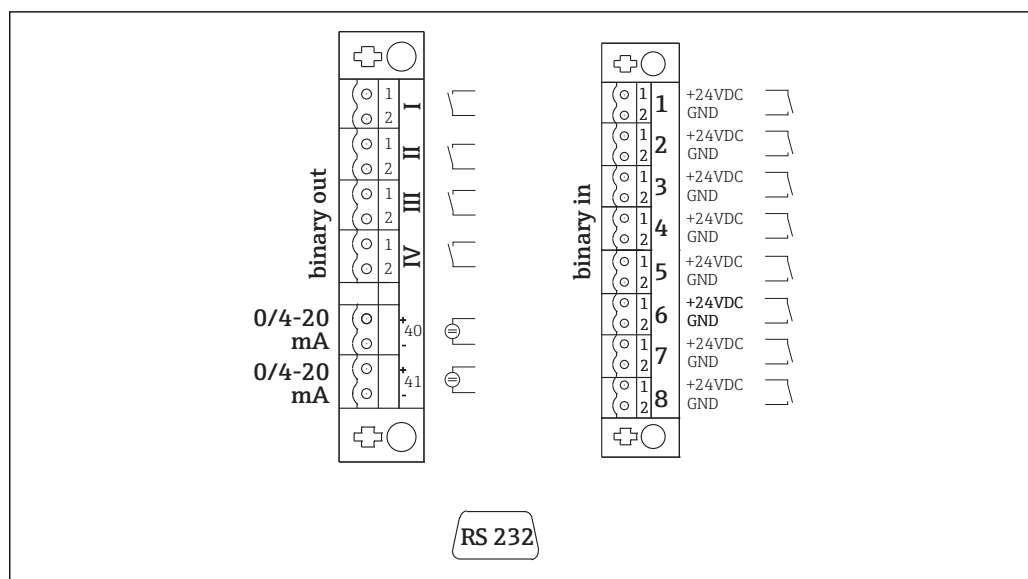 binary out
1
2
I
1
2
II
1
2
III
1
2
IV
0/4-20
mA
+
40
-
0/4-20
mA
+
41
-
binary in
1
2
1
+24VDC
GND
1
2
2
+24VDC
GND
1
2
3
+24VDC
GND
1
2
4
+24VDC
GND
1
2
5
+24VDC
GND
1
2
6
+24VDC
GND
1
2
7
+24VDC
GND
1
2
8
+24VDC
GND
RS 232